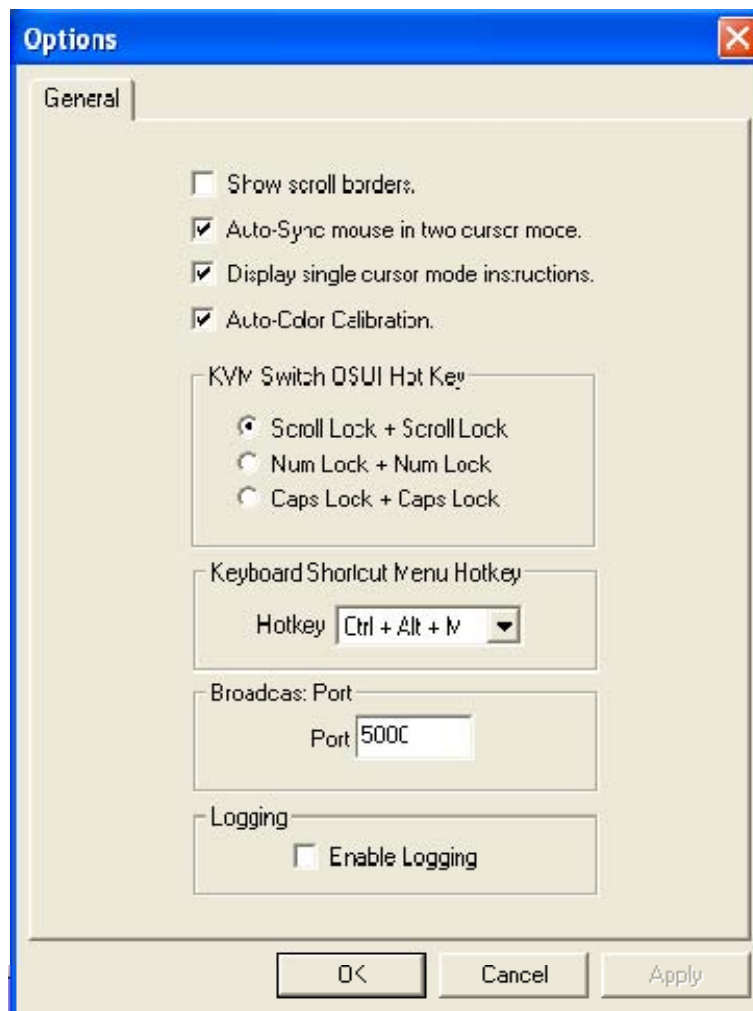 Options
General
Show scroll borders.
Auto-Sync mouse in two cursor mode.
Display single cursor mode instructions.
Auto-Color Calibration.
KVM Switch OSUI Hot Key
Scroll Lock + Scroll Lock
Num Lock + Num Lock
Caps Lock + Caps Lock
Keyboard Shortcut Menu Hotkey
Hotkey Ctrl + Alt + M
Broadcast Port
Port 5000
Logging
Enable Logging
OK Cancel Apply